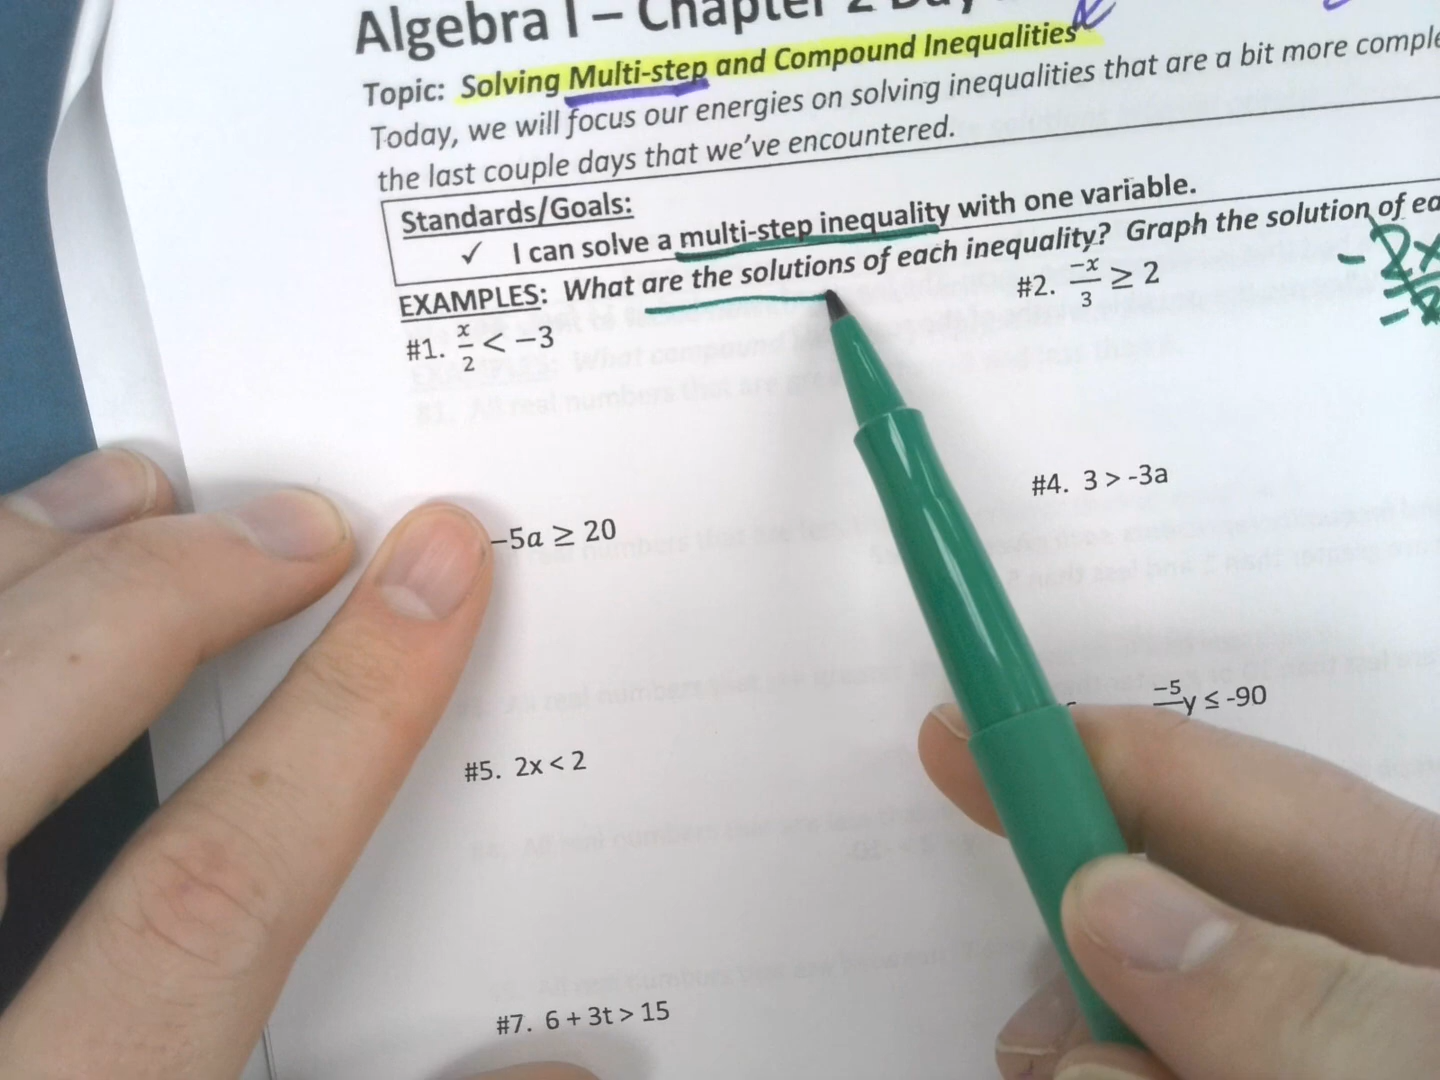 Algebra I – Chapter 2 Day
Topic: Solving Multi-step and Compound Inequalities
Today, we will focus our energies on solving inequalities that are a bit more
the last couple days that we've encountered.
Standards/Goals:
✓ I can solve a multi-step inequality with one variable.
EXAMPLES: What are the solutions of each inequality? Graph the solution of
#1. x/2 < −3
#2. −x/3 ≥ 2
−5a ≥ 20
#4. 3 > -3a
#5. 2x < 2
−5 y ≤ -90
#7. 6 + 3t > 15